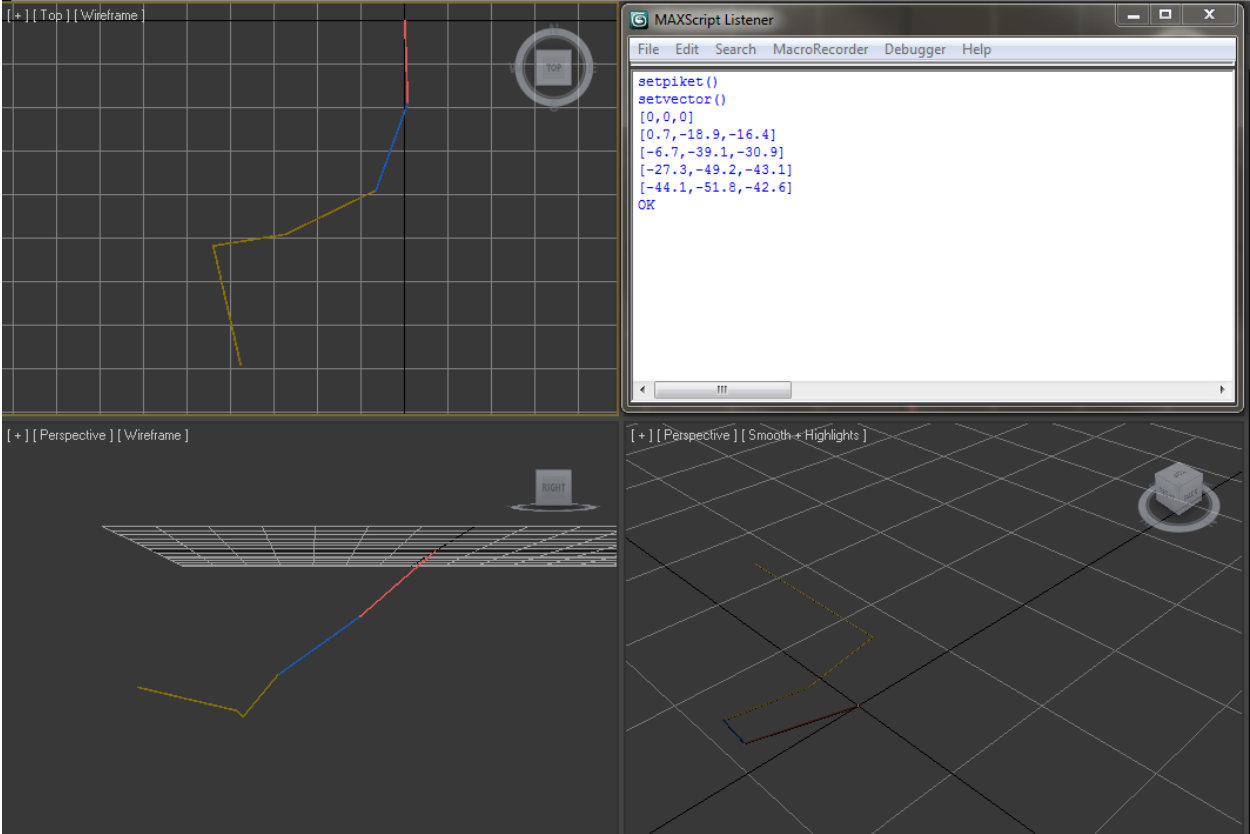 [ + ] [ Top ] [ Wireframe ]
N
W
TOP
E
MAXScript Listener
File Edit Search MacroRecorder Debugger Help
setpiket()
setvector()
[0,0,0]
[0.7,-18.9,-16.4]
[-6.7,-39.1,-30.9]
[-27.3,-49.2,-43.1]
[-44.1,-51.8,-42.6]
OK
[ + ] [ Perspective ] [ Wireframe ]
RIGHT
[ + ] [ Perspective ] [ Smooth + Highlights ]